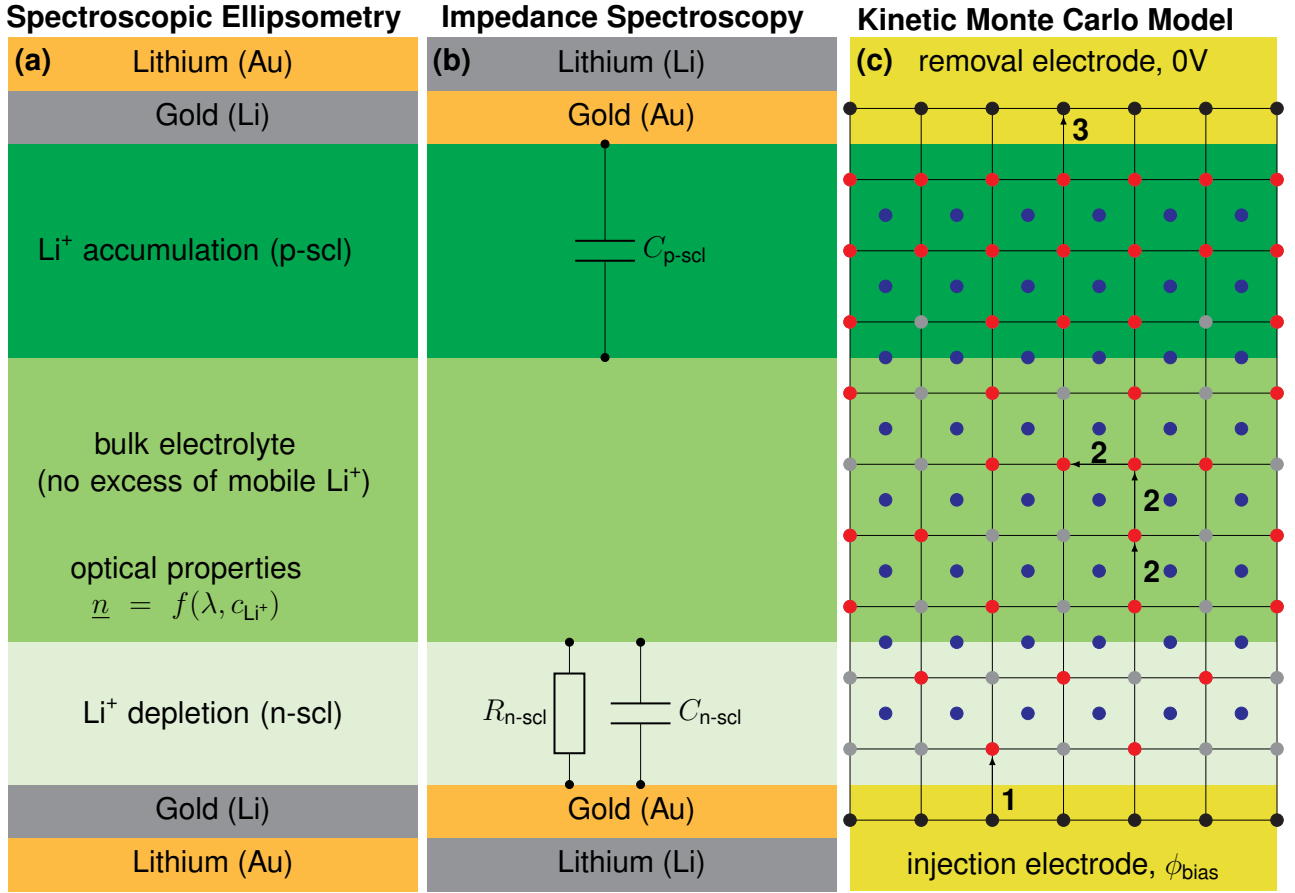 Spectroscopic Ellipsometry
(a)
Lithium (Au)
Gold (Li)
Li⁺ accumulation (p-scl)
bulk electrolyte
(no excess of mobile Li⁺)
optical properties
n = f(λ, c_Li⁺)
Li⁺ depletion (n-scl)
Gold (Li)
Lithium (Au)
Impedance Spectroscopy
(b)
Lithium (Li)
Gold (Au)
C_p-scl
R_n-scl
C_n-scl
Gold (Au)
Lithium (Li)
Kinetic Monte Carlo Model
(c)
removal electrode, 0V
3
2
2
2
1
injection electrode, ϕ_bias